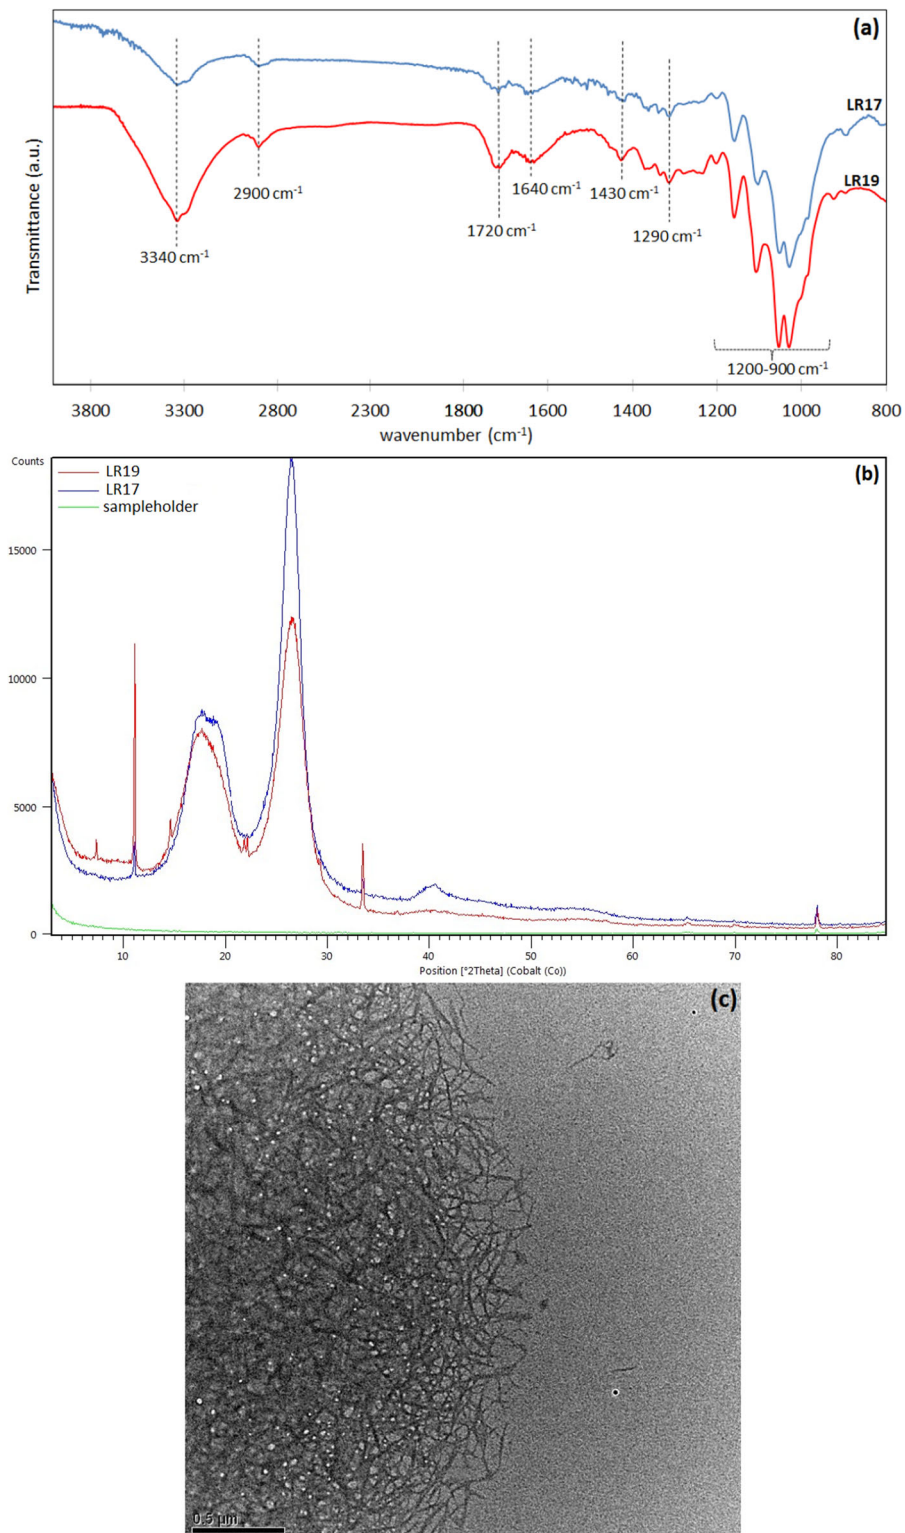 (a)
LR17
LR19
2900 cm-1
1640 cm-1
1430 cm-1
1720 cm-1
1290 cm-1
3340 cm-1
1200-900 cm-1
Transmittance (a.u.)
3800 3300 2800 2300 1800 1600 1400 1200 1000 800
wavenumber (cm-1)
Counts
(b)
LR19
LR17
sampleholder
15000
10000
5000
0
10 20 30 40 50 60 70 80
Position [°2Theta] (Cobalt (Co))
(c)
0.5 µm